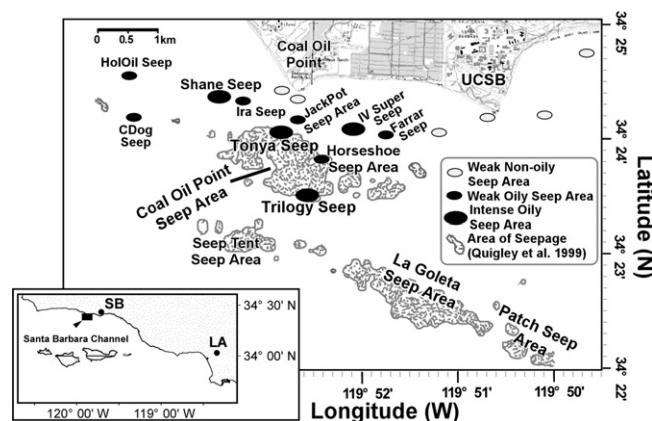 34°
25
0 0.5 1km
HolOil Seep
Coal Oil
Point
UCSB
Shane Seep
Ira Seep
JackPot
Seep Area
IV Super
Seep
Farrar
Seep
CDog
Seep
Tonya Seep
Horseshoe
Seep Area
34°
24
Coal Oil Point
Seep Area
Trilogy Seep
Weak Non-oily
Seep Area
Weak Oily Seep Area
Intense Oily
Seep Area
Area of Seepage
(Quigley et al. 1999)
Latitude (N)
Seep Tent
Seep Area
La Goleta
Seep Area
34°
23
Patch Seep
Area
SB
34° 30' N
Santa Barbara Channel
LA
34° 00' N
120° 00' W
119° 00' W
34°
22
119° 52'
119° 51'
119° 50'
Longitude (W)